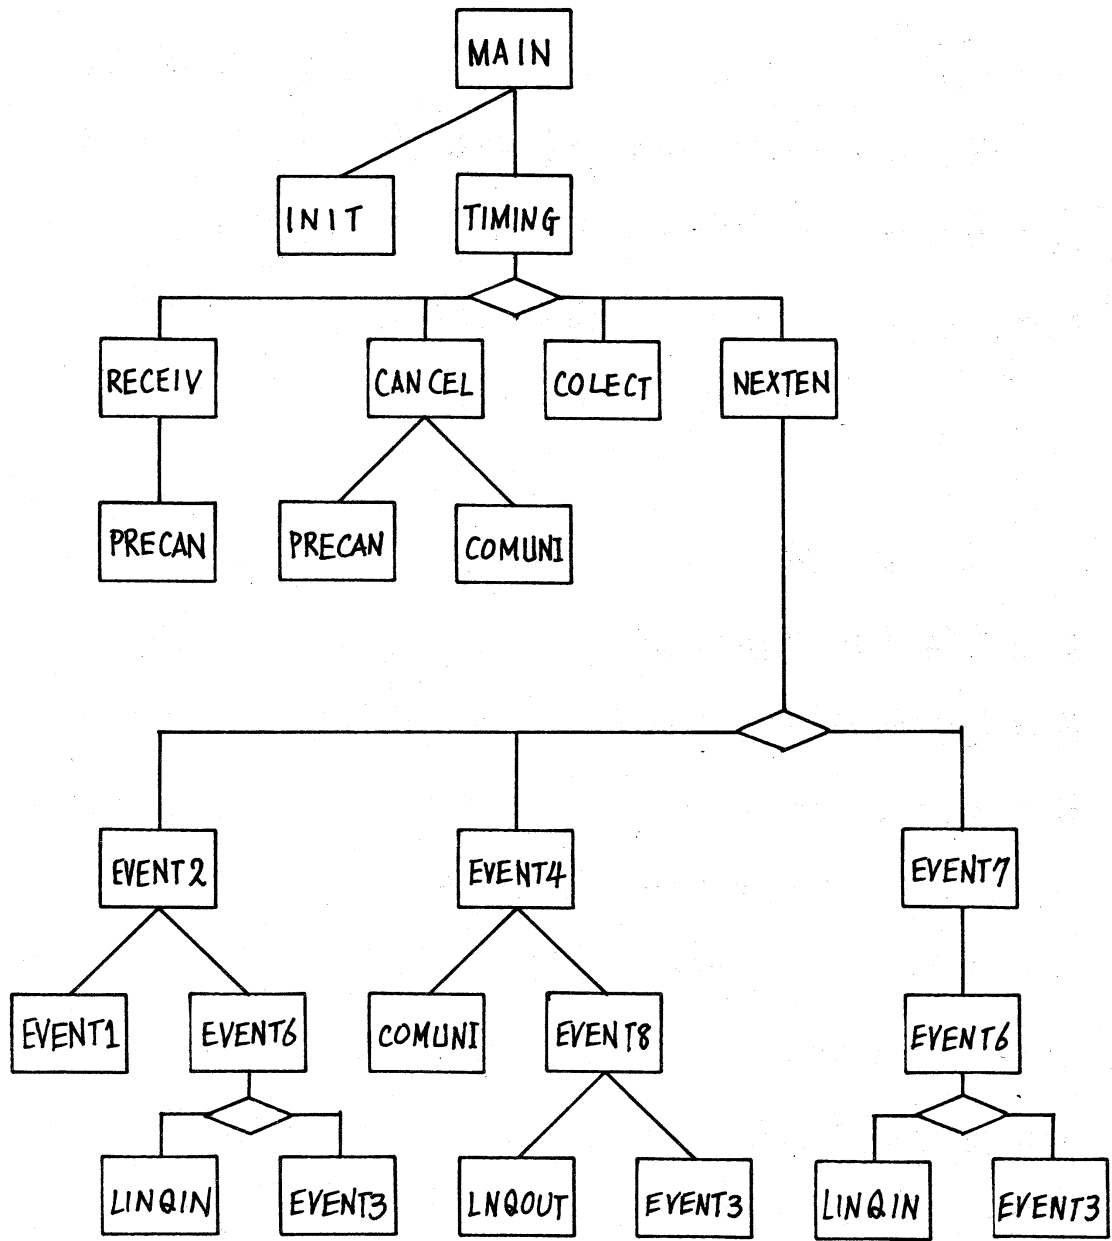 MAIN
INIT
TIMING
RECEIV
CANCEL
COLECT
NEXTEN
PRECAN
PRECAN
COMUNI
EVENT2
EVENT4
EVENT7
EVENT1
EVENT6
COMUNI
EVENT8
EVENT6
LINQIN
EVENT3
LNQOUT
EVENT3
LINQIN
EVENT3